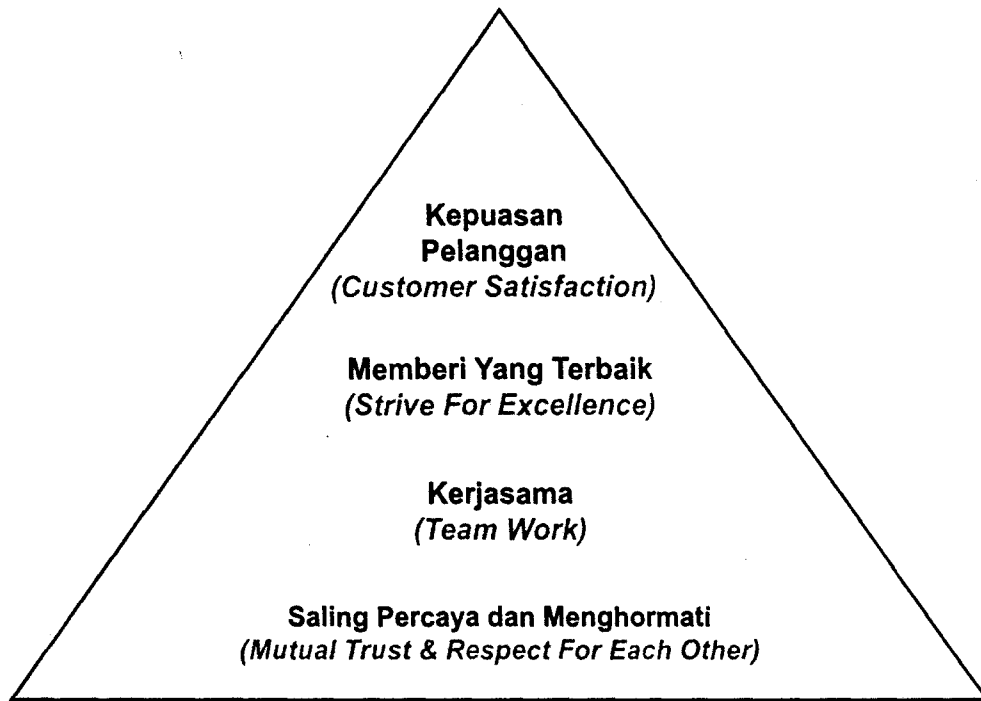 Kepuasan
Pelanggan
(Customer Satisfaction)
Memberi Yang Terbaik
(Strive For Excellence)
Kerjasama
(Team Work)
Saling Percaya dan Menghormati
(Mutual Trust & Respect For Each Other)